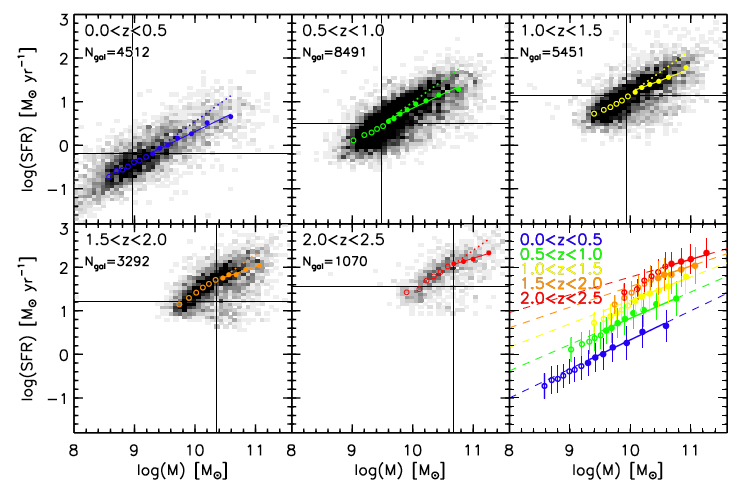 0.0<z<0.5
N_gal=4512
0.5<z<1.0
N_gal=8491
1.0<z<1.5
N_gal=5451
3
2
1
0
−1
log(SFR) [M⊙ yr⁻¹]
1.5<z<2.0
N_gal=3292
2.0<z<2.5
N_gal=1070
0.0<z<0.5
0.5<z<1.0
1.0<z<1.5
1.5<z<2.0
2.0<z<2.5
3
2
1
0
−1
log(SFR) [M⊙ yr⁻¹]
8 9 10 11 8 9 10 11 8 9 10 11
log(M) [M⊙] log(M) [M⊙] log(M) [M⊙]